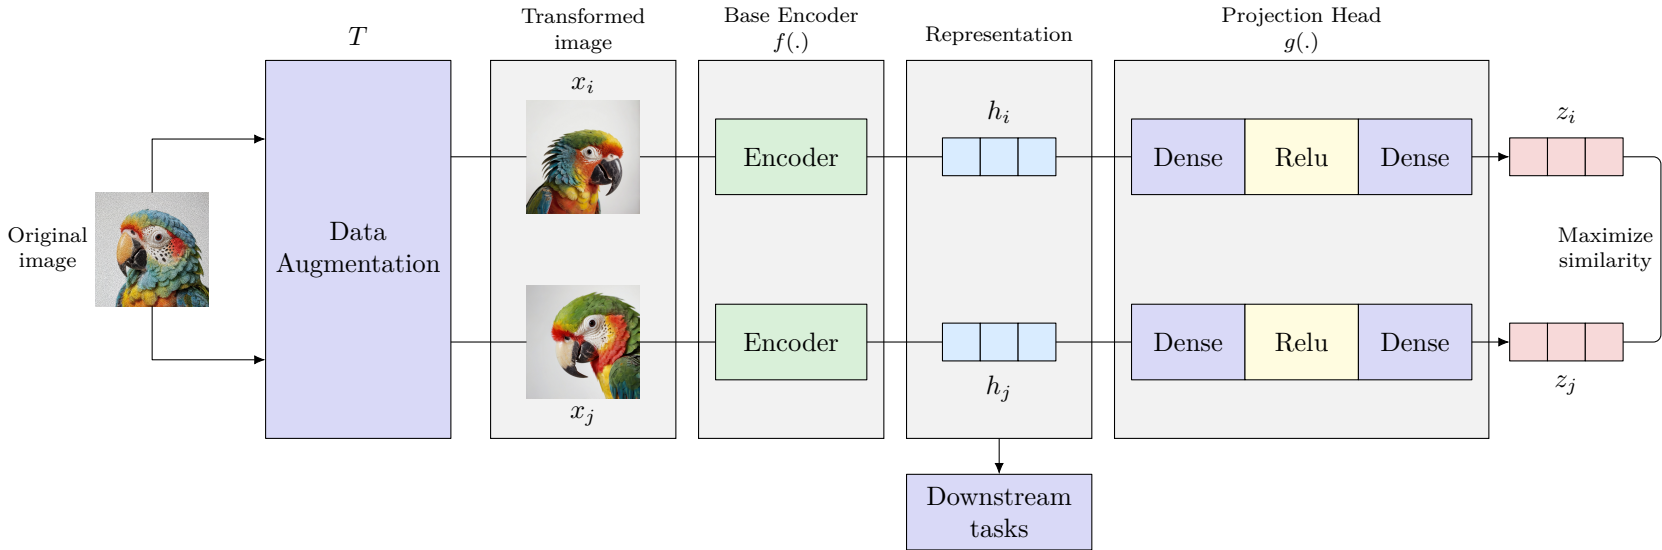 Original
image
T
Data
Augmentation
Transformed
image
x_i
x_j
Base Encoder
f(.)
Encoder
Encoder
Representation
h_i
h_j
Downstream
tasks
Projection Head
g(.)
Dense Relu Dense
Dense Relu Dense
z_i
Maximize
similarity
z_j